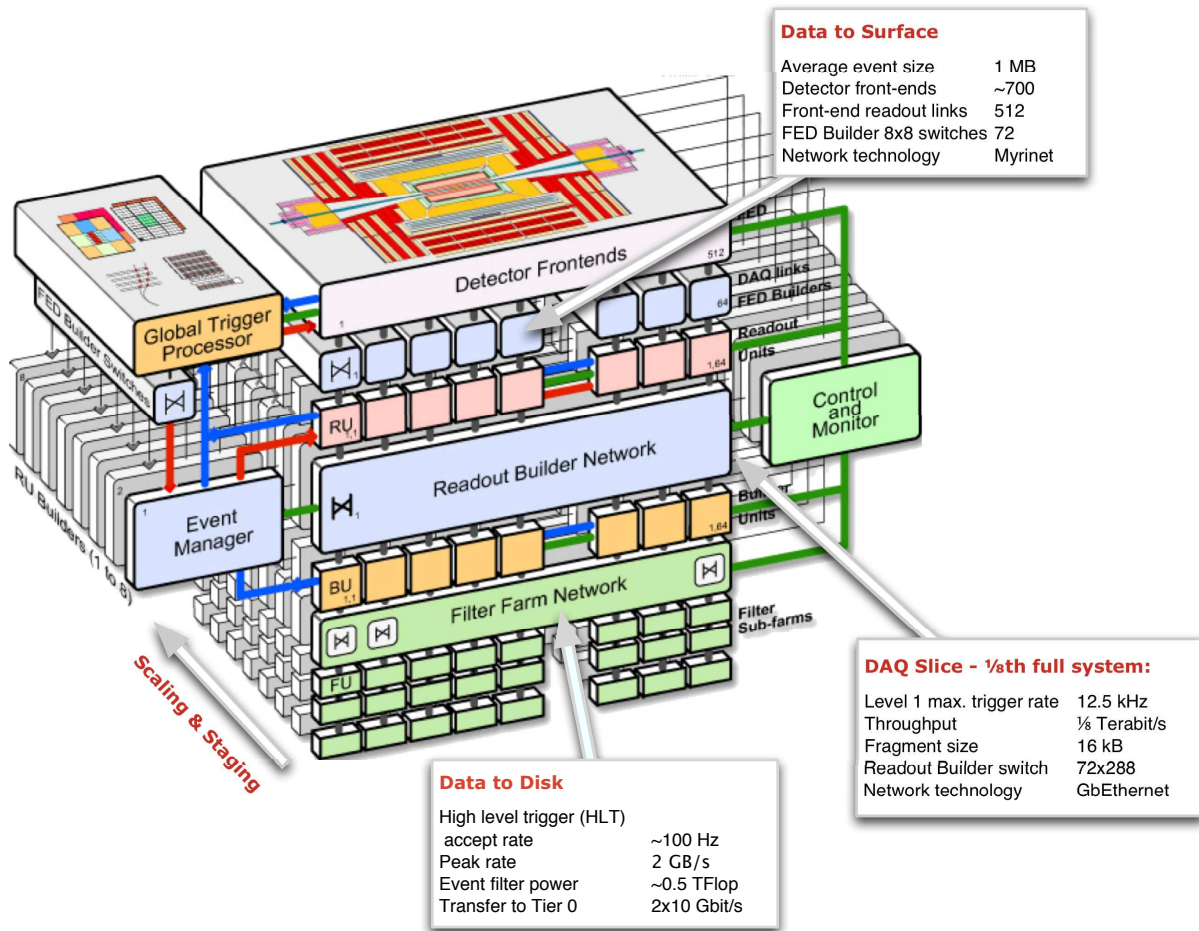 Data to Surface
Average event size 1 MB
Detector front-ends ~700
Front-end readout links 512
FED Builder 8x8 switches 72
Network technology Myrinet
FED
Detector Frontends
512
1
DAQ links
FED Builders
64
1
FED Builder Switches
Global Trigger
Processor
Readout
Units
1,64
RU
1,1
Control
and
Monitor
Readout Builder Network
1
8
2
1
Event
Manager
RU Builders (1 to 8)
Builder
Units
1,64
BU
1,1
Filter Farm Network
Filter
Sub-farms
FU
Scaling & Staging
DAQ Slice - ⅛th full system:
Level 1 max. trigger rate 12.5 kHz
Throughput ⅛ Terabit/s
Fragment size 16 kB
Readout Builder switch 72x288
Network technology GbEthernet
Data to Disk
High level trigger (HLT)
accept rate ~100 Hz
Peak rate 2 GB/s
Event filter power ~0.5 TFlop
Transfer to Tier 0 2x10 Gbit/s